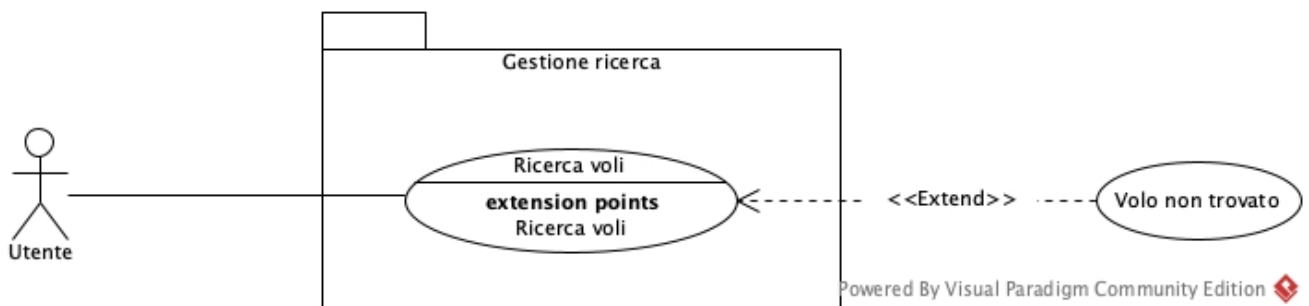 Gestione ricerca
Ricerca voli
extension points
Ricerca voli
<<Extend>>
Volo non trovato
Utente
Powered By Visual Paradigm Community Edition